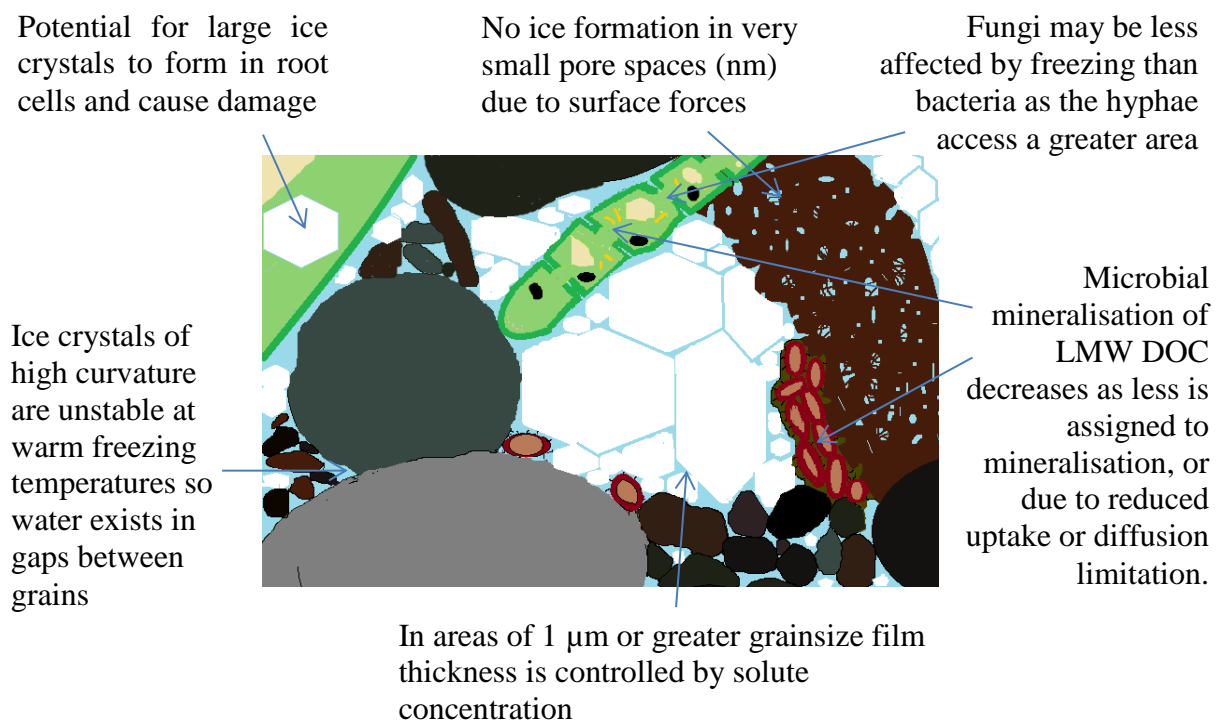 Potential for large ice
crystals to form in root
cells and cause damage
No ice formation in very
small pore spaces (nm)
due to surface forces
Fungi may be less
affected by freezing than
bacteria as the hyphae
access a greater area
Ice crystals of
high curvature
are unstable at
warm freezing
temperatures so
water exists in
gaps between
grains
Microbial
mineralisation of
LMW DOC
decreases as less is
assigned to
mineralisation, or
due to reduced
uptake or diffusion
limitation.
In areas of 1 µm or greater grainsize film
thickness is controlled by solute
concentration